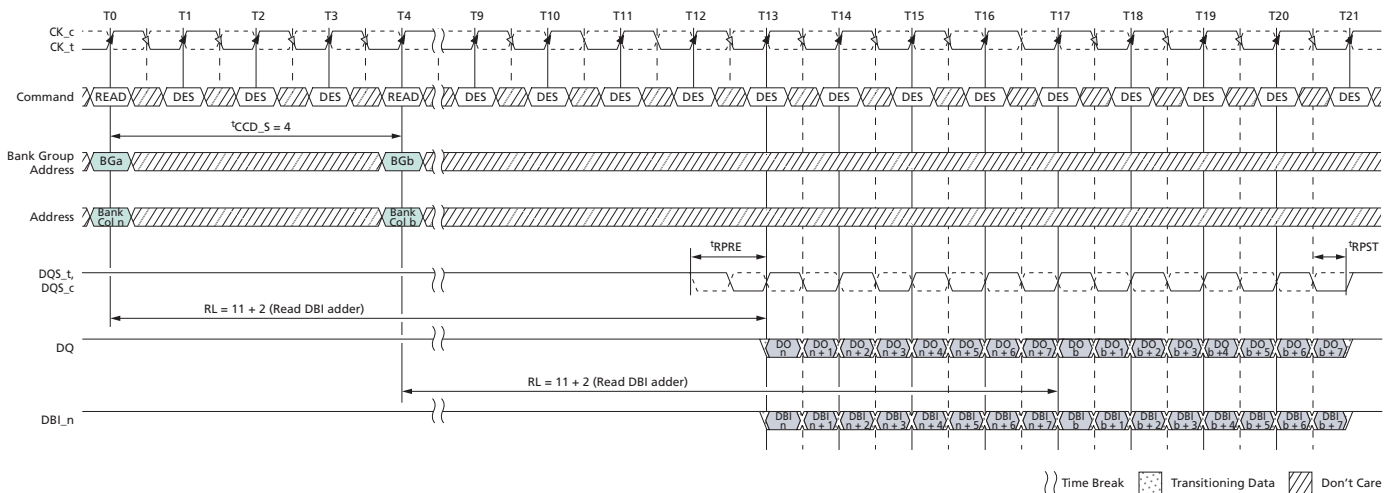 T0 T1 T2 T3 T4 T9 T10 T11 T12 T13 T14 T15 T16 T17 T18 T19 T20 T21
CK_c
CK_t
Command READ DES DES DES READ DES DES DES DES DES DES DES DES DES DES DES DES DES
tCCD_S = 4
Bank Group
Address BGa BGb
Address Bank
Col n Bank
Col b
tRPRE tRPST
DQS_t,
DQS_c
RL = 11 + 2 (Read DBI adder)
DQ DO
n DO
n + 1 DO
n + 2 DO
n + 3 DO
n + 4 DO
n + 5 DO
n + 6 DO
n + 7 DO
b DO
b + 1 DO
b + 2 DO
b + 3 DO
b + 4 DO
b + 5 DO
b + 6 DO
b + 7
RL = 11 + 2 (Read DBI adder)
DBI_n DBI
n DBI
n + 1 DBI
n + 2 DBI
n + 3 DBI
n + 4 DBI
n + 5 DBI
n + 6 DBI
n + 7 DBI
b DBI
b + 1 DBI
b + 2 DBI
b + 3 DBI
b + 4 DBI
b + 5 DBI
b + 6 DBI
b + 7
Time Break Transitioning Data Don't Care